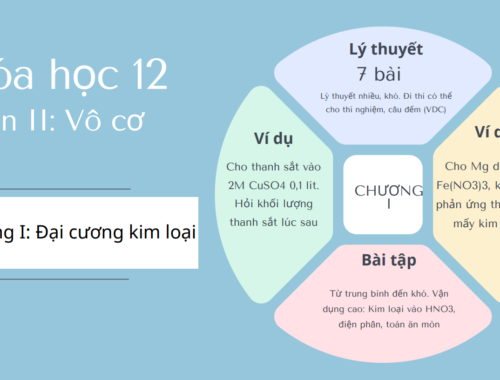 óa học 12
n II: Vô cơ
ng I: Đại cương kim loại
Lý thuyết
7 bài
Lý thuyết nhiều, khó. Đi thi có thể
cho thí nghiệm, câu đếm (VDC)
Ví dụ
Cho thanh sắt vào
2M CuSO4 0,1 lit.
Hỏi khối lượng
thanh sắt lúc sau
CHƯƠNG
I
Ví d
Cho Mg d
Fe(NO3)3, k
phản ứng th
mấy kim
Bài tập
Từ trung bình đến khó. Vận
dụng cao: Kim loại vào HNO3,
điện phân, toán ăn mòn